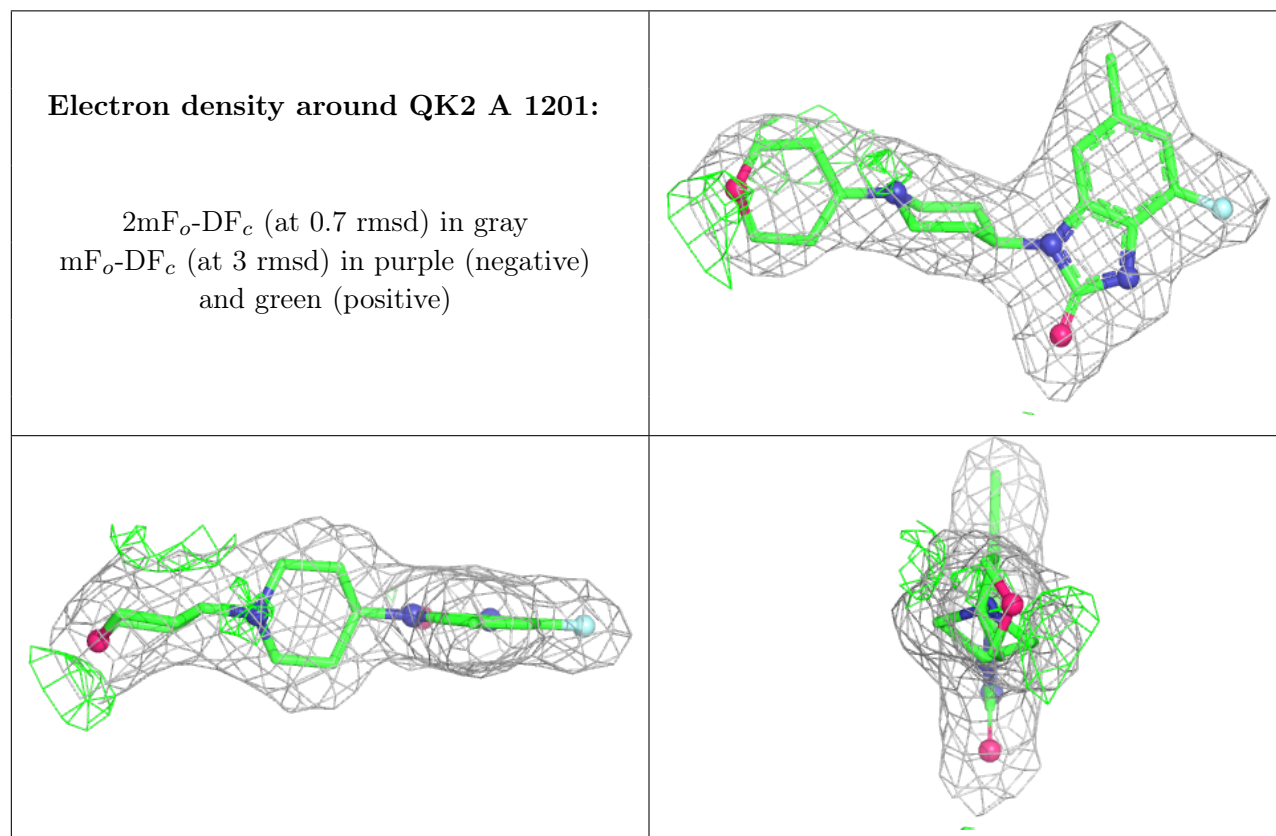 Electron density around QK2 A 1201:
2mFₒ-DF𝒸 (at 0.7 rmsd) in gray
mFₒ-DF𝒸 (at 3 rmsd) in purple (negative)
and green (positive)